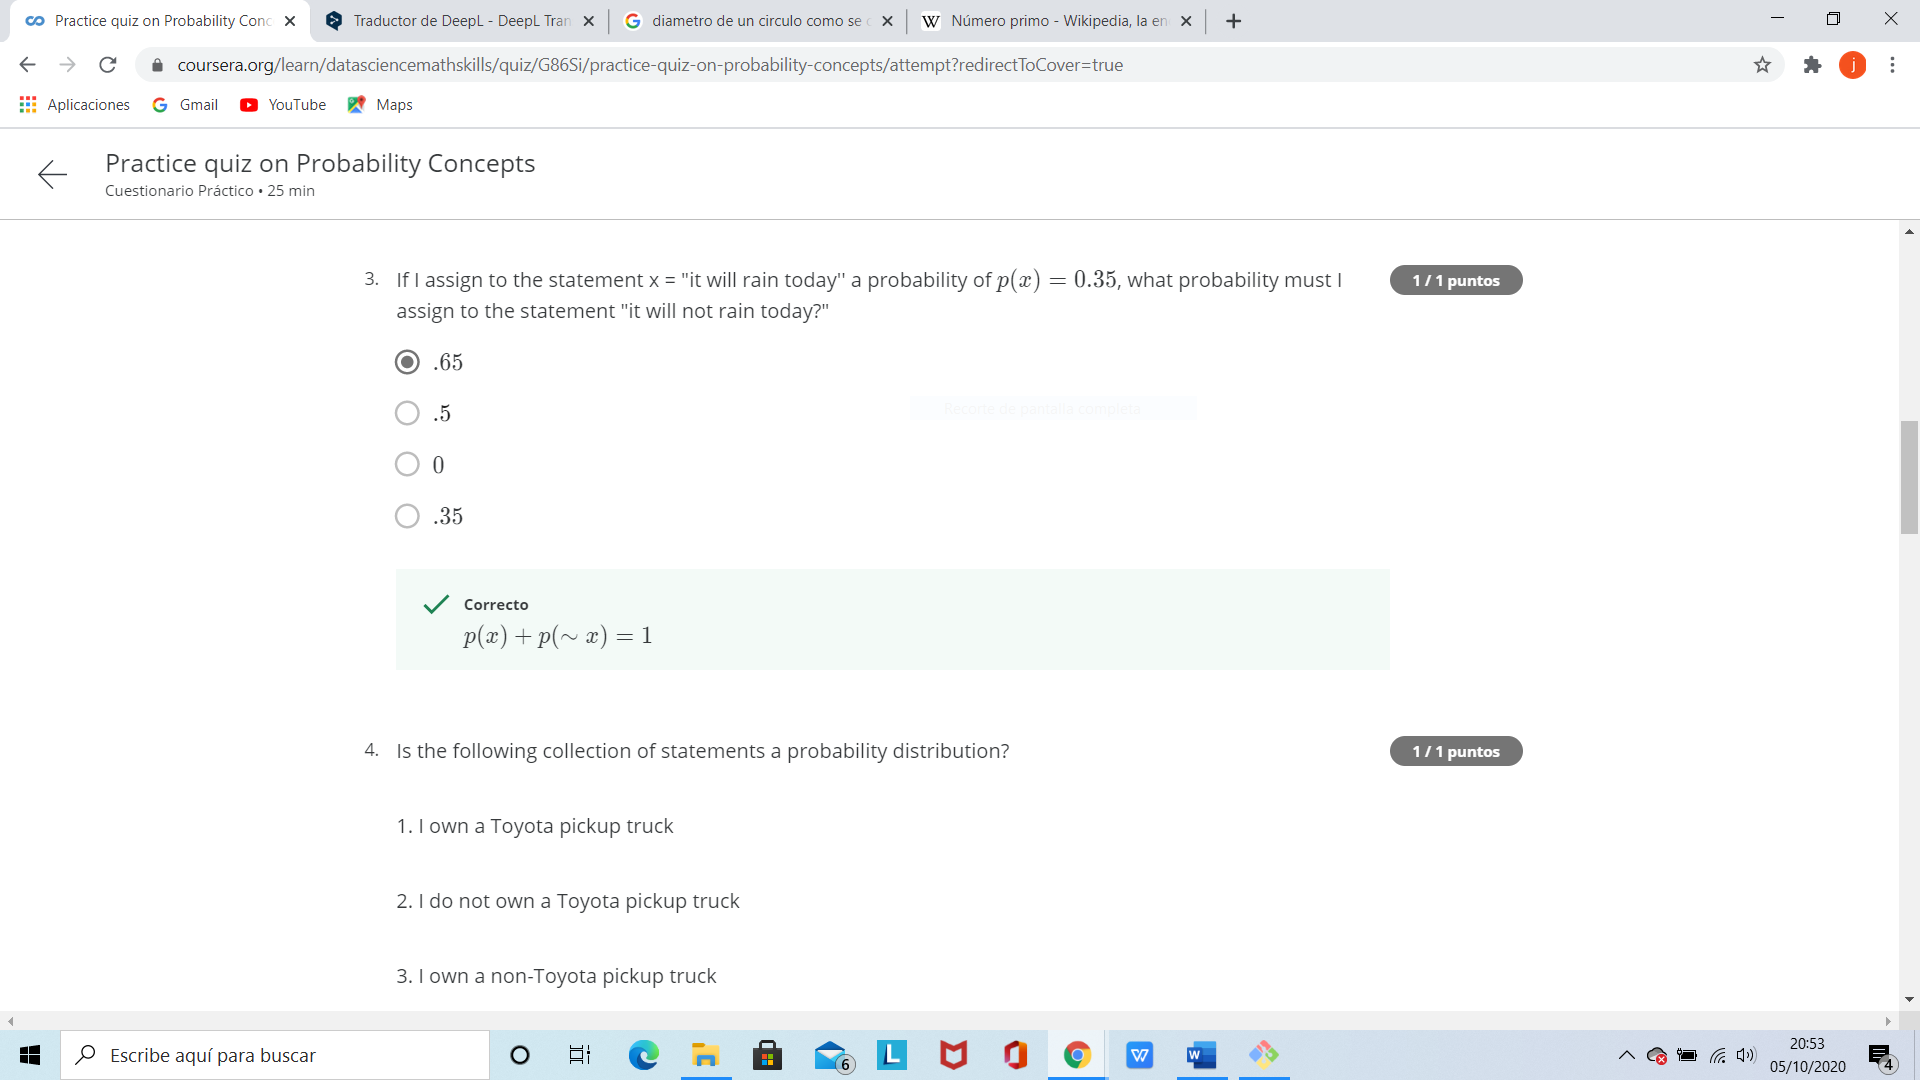 Practice quiz on Probability Conc
Traductor de DeepL - DeepL Tran
diametro de un circulo como se c
Número primo - Wikipedia, la en
coursera.org/learn/datasciencemathskills/quiz/G86Si/practice-quiz-on-probability-concepts/attempt?redirectToCover=true
j
Aplicaciones Gmail YouTube Maps
Practice quiz on Probability Concepts
Cuestionario Práctico • 25 min
3. If I assign to the statement x = "it will rain today'' a probability of p(x) = 0.35, what probability must I
assign to the statement "it will not rain today?"
1 / 1 puntos
.65
.5
Recorte de pantalla completa
0
.35
Correcto
p(x) + p(∼ x) = 1
4. Is the following collection of statements a probability distribution?
1 / 1 puntos
1. I own a Toyota pickup truck
2. I do not own a Toyota pickup truck
3. I own a non-Toyota pickup truck
Escribe aquí para buscar
6
L
W
W
20:53
05/10/2020
4